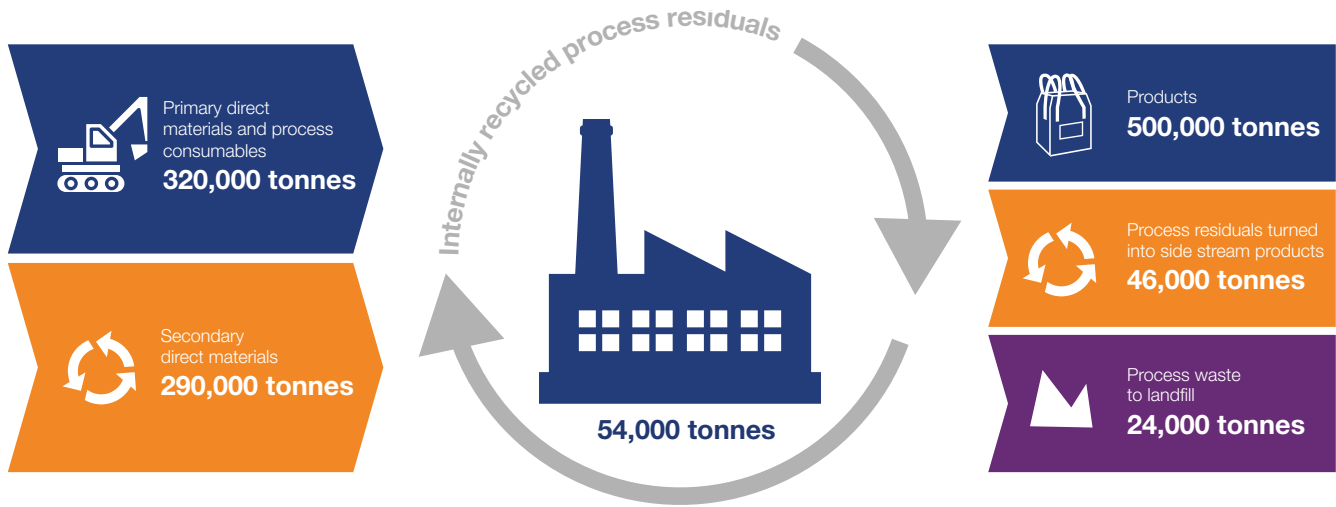 Primary direct
materials and process
consumables
320,000 tonnes
Secondary
direct materials
290,000 tonnes
Internally recycled process residuals
54,000 tonnes
Products
500,000 tonnes
Process residuals turned
into side stream products
46,000 tonnes
Process waste
to landfill
24,000 tonnes